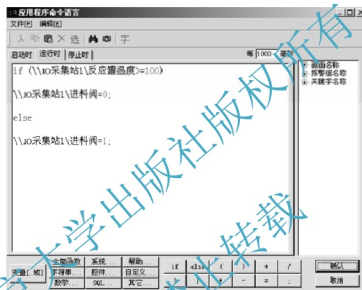 应用程序命令语言
文件[F] 编辑[E]
启动时 运行时 停止时 每 1000 毫秒
if (\\IO采集站1\反应罐温度>=100)
\\IO采集站1\进料阀=0;
else
\\IO采集站1\进料阀=1;
画面名称
报警组名称
关键字名称
全部函数 系统... 帮助...
变量[.域] 字符串... 控件... 自定义...
数学... SQL... 其它...
if else (
+ /
- = =
确认
取消
大学出版社版权所有
转载